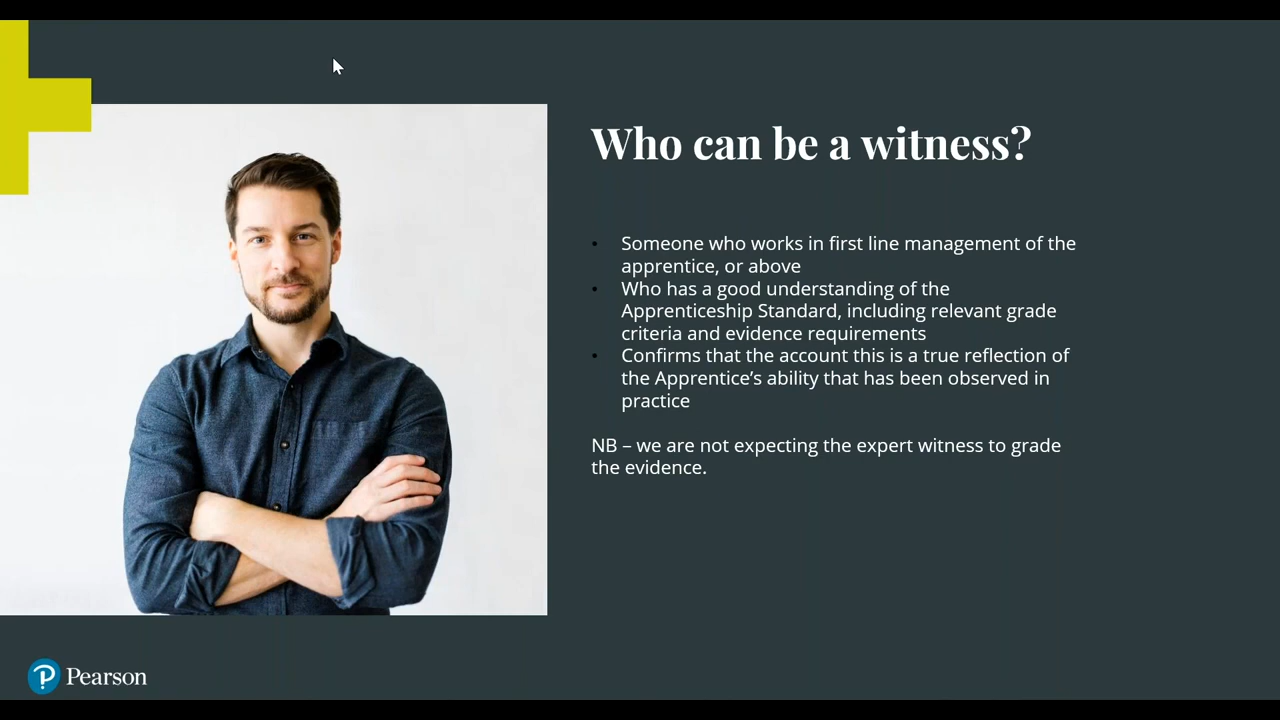 Who can be a witness?
• Someone who works in first line management of the
apprentice, or above
• Who has a good understanding of the
Apprenticeship Standard, including relevant grade
criteria and evidence requirements
• Confirms that the account this is a true reflection of
the Apprentice’s ability that has been observed in
practice
NB – we are not expecting the expert witness to grade
the evidence.
Pearson